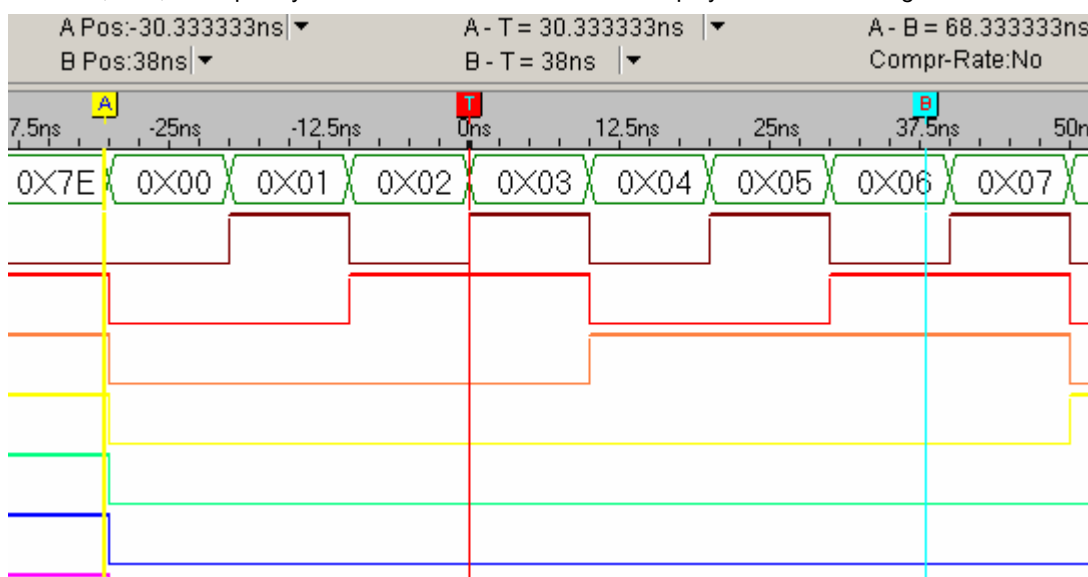 A Pos:-30.333333ns A - T = 30.333333ns A - B = 68.333333ns
B Pos:38ns B - T = 38ns Compr-Rate:No
A T B
7.5ns -25ns -12.5ns 0ns 12.5ns 25ns 37.5ns 50n
0X7E 0X00 0X01 0X02 0X03 0X04 0X05 0X06 0X07